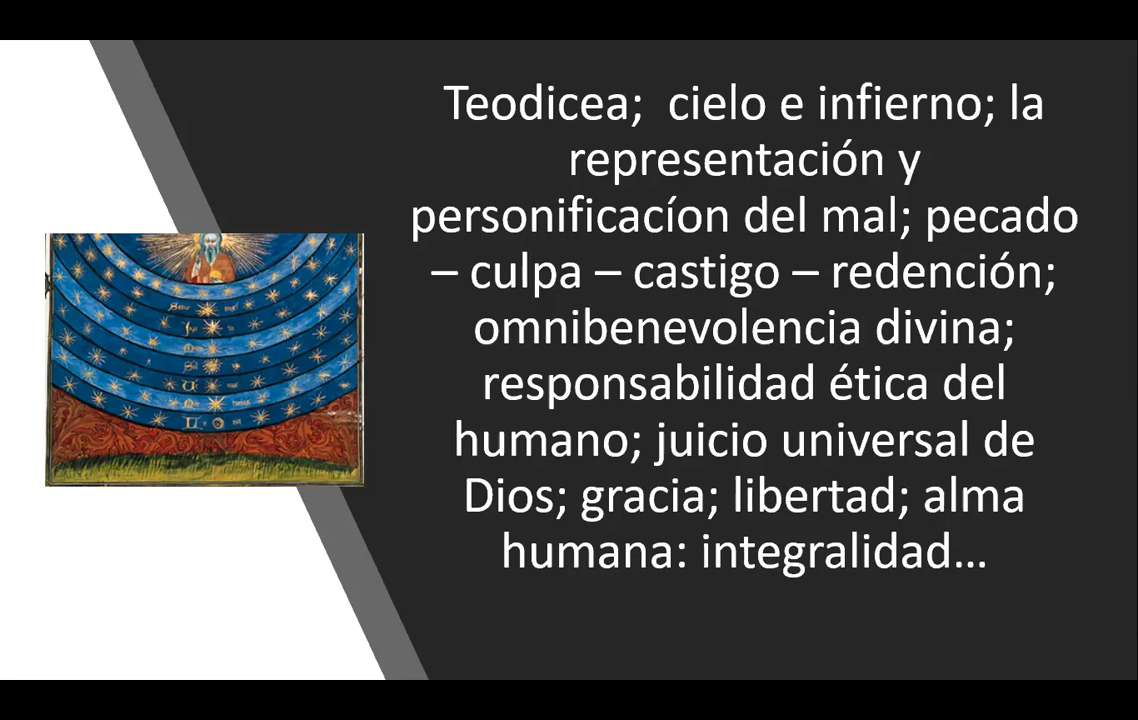 Teodicea;  cielo e infierno; la
representación y
personificacíon del mal; pecado
– culpa – castigo – redención;
omnibenevolencia divina;
responsabilidad ética del
humano; juicio universal de
Dios; gracia; libertad; alma
humana: integralidad...